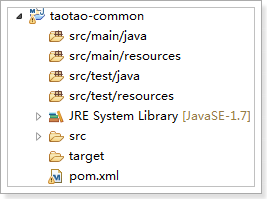 taotao-common
src/main/java
src/main/resources
src/test/java
src/test/resources
JRE System Library [JavaSE-1.7]
src
target
pom.xml